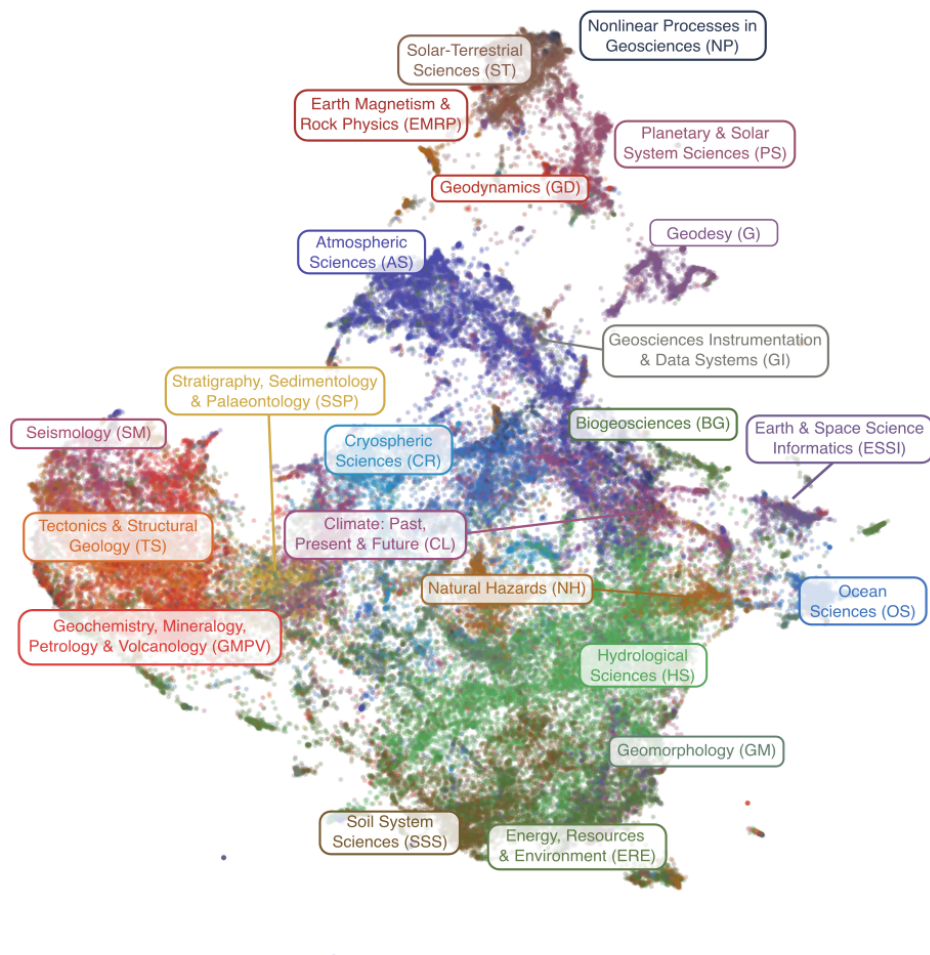 Nonlinear Processes in
Geosciences (NP)
Solar-Terrestrial
Sciences (ST)
Earth Magnetism &
Rock Physics (EMRP)
Planetary & Solar
System Sciences (PS)
Geodynamics (GD)
Geodesy (G)
Atmospheric
Sciences (AS)
Geosciences Instrumentation
& Data Systems (GI)
Stratigraphy, Sedimentology
& Palaeontology (SSP)
Seismology (SM)
Cryospheric
Sciences (CR)
Biogeosciences (BG)
Earth & Space Science
Informatics (ESSI)
Tectonics & Structural
Geology (TS)
Climate: Past,
Present & Future (CL)
Natural Hazards (NH)
Ocean
Sciences (OS)
Geochemistry, Mineralogy,
Petrology & Volcanology (GMPV)
Hydrological
Sciences (HS)
Geomorphology (GM)
Soil System
Sciences (SSS)
Energy, Resources
& Environment (ERE)